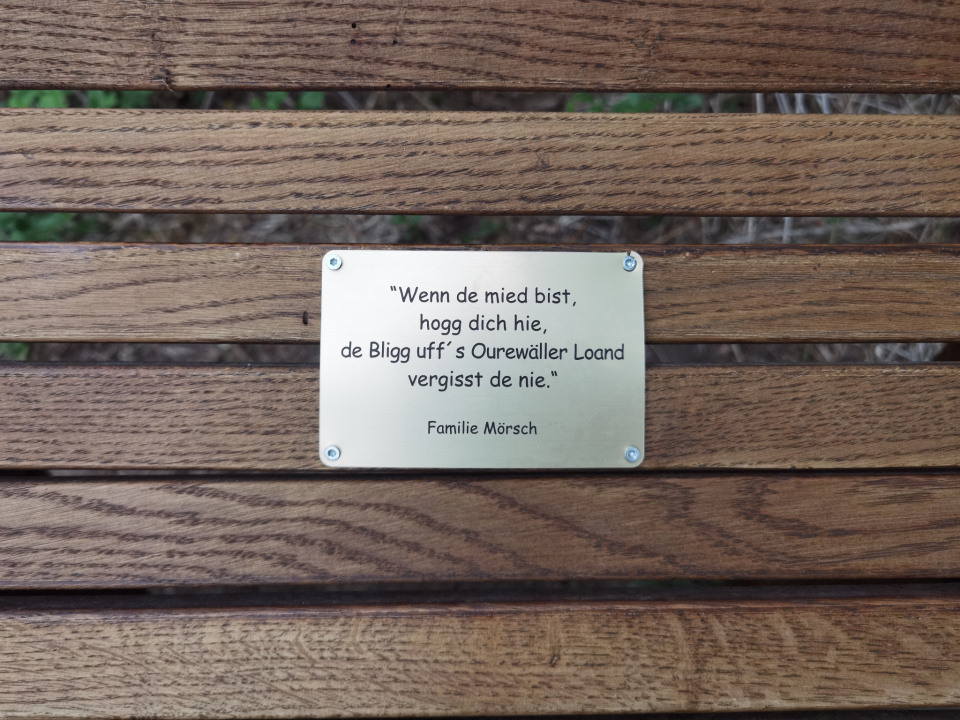 “Wenn de mied bist,
hogg dich hie,
de Bligg uff´s Ourewäller Loand
vergisst de nie.“
Familie Mörsch